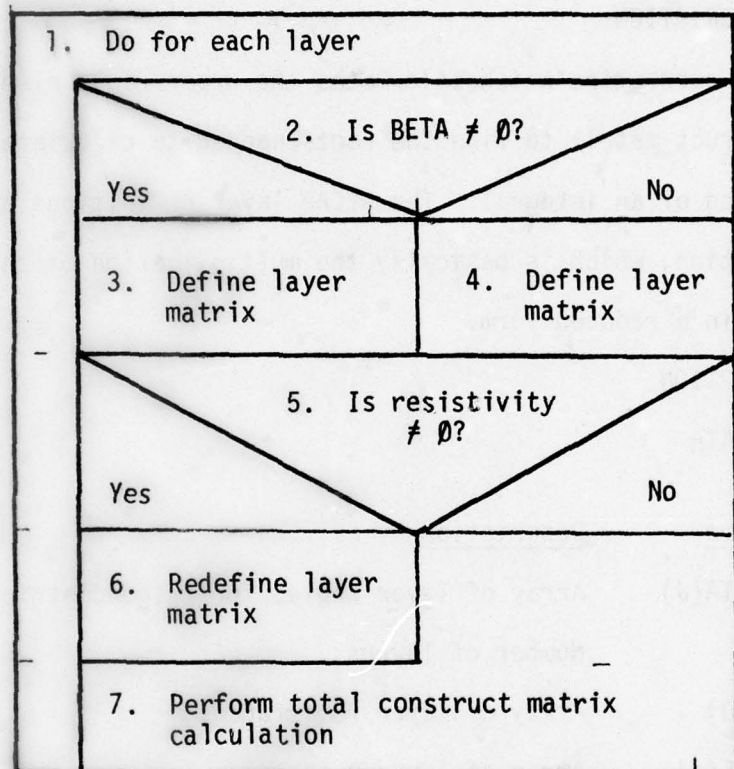 1. Do for each layer
2. Is BETA ≠ Ø?
Yes
No
3. Define layer
matrix
4. Define layer
matrix
5. Is resistivity
≠ Ø?
Yes
No
6. Redefine layer
matrix
7. Perform total construct matrix
calculation